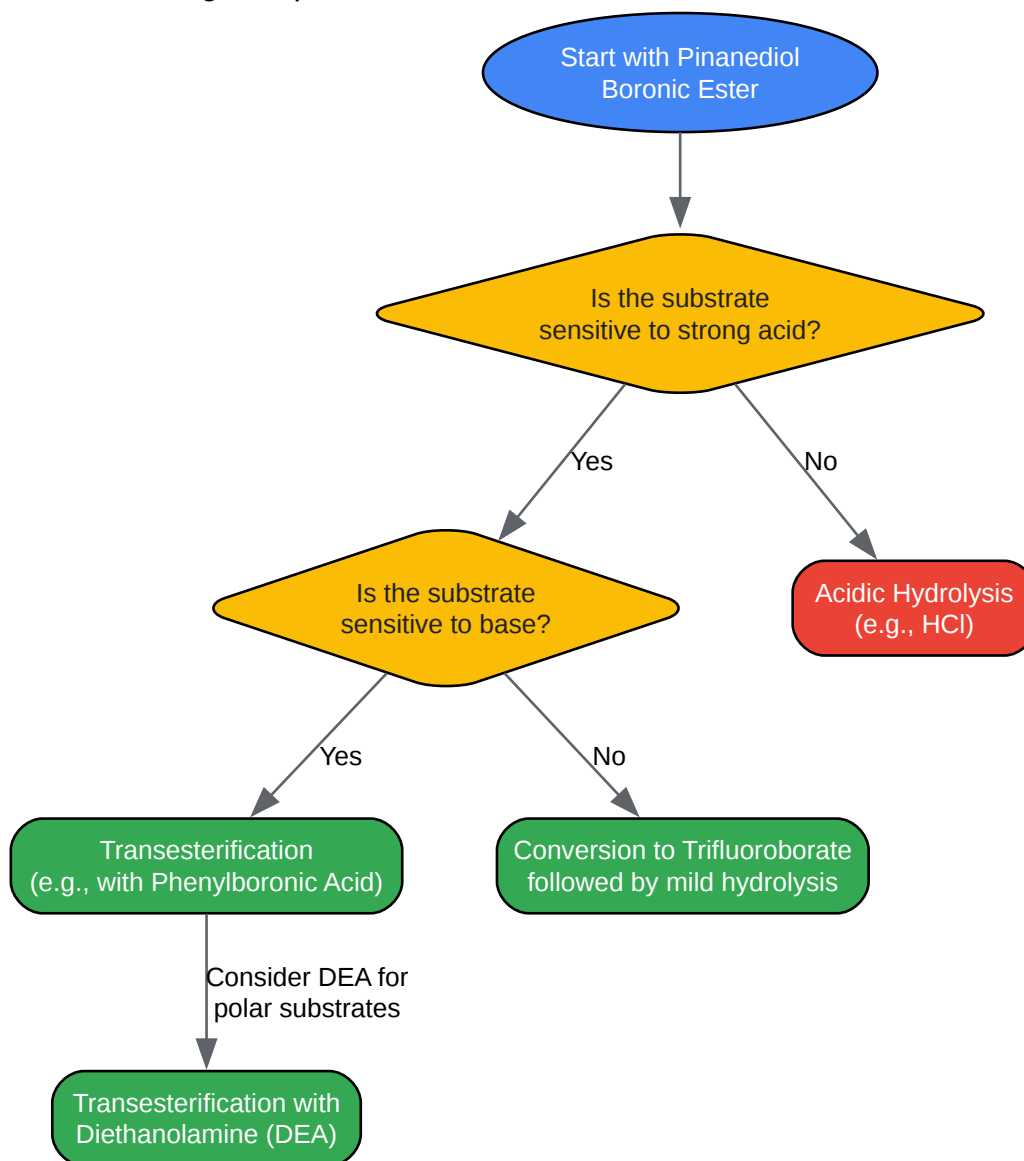 Start with Pinanediol
Boronic Ester
Is the substrate
sensitive to strong acid?
Yes
No
Is the substrate
sensitive to base?
Acidic Hydrolysis
(e.g., HCl)
Yes
No
Transesterification
(e.g., with Phenylboronic Acid)
Conversion to Trifluoroborate
followed by mild hydrolysis
Consider DEA for
polar substrates
Transesterification with
Diethanolamine (DEA)